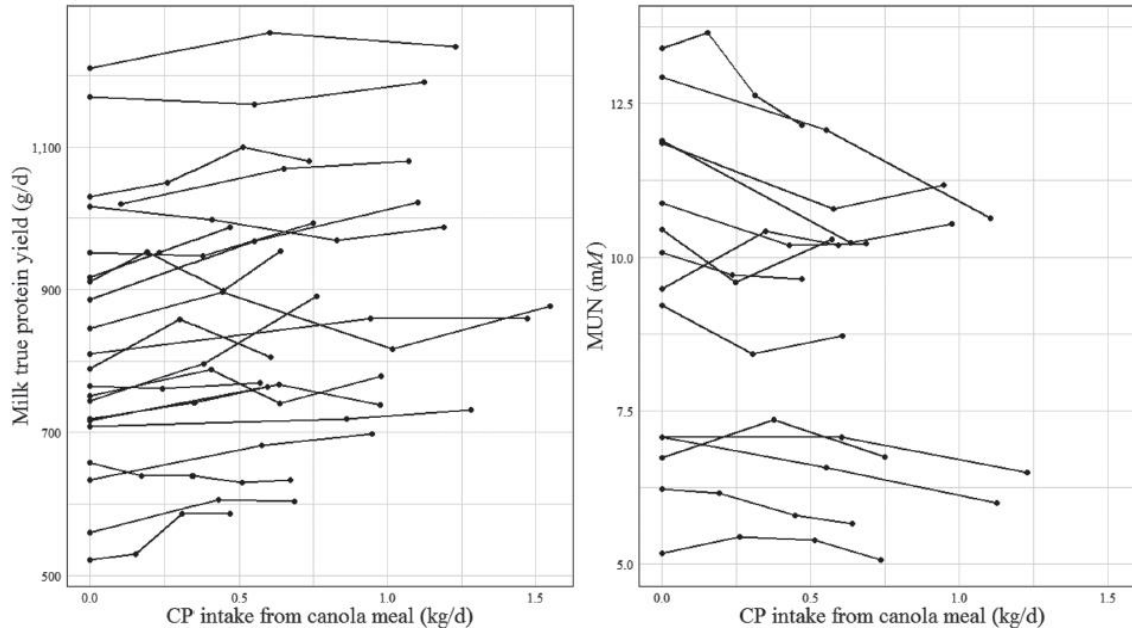 Milk true protein yield (g/d)
1,100
900
700
500
0.0 0.5 1.0 1.5
CP intake from canola meal (kg/d)
MUN (mM)
12.5
10.0
7.5
5.0
0.0 0.5 1.0 1.5
CP intake from canola meal (kg/d)